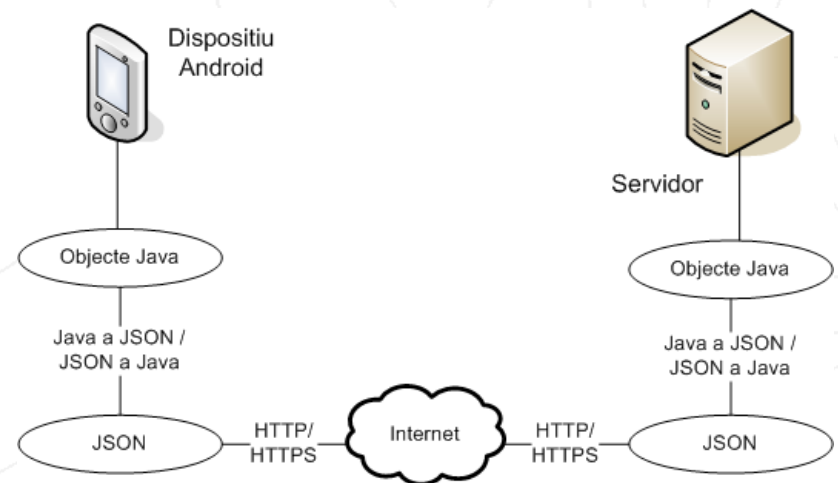 Dispositiu
Android
Servidor
Objecte Java
Objecte Java
Java a JSON /
JSON a Java
Java a JSON /
JSON a Java
JSON
HTTP/
HTTPS
Internet
HTTP/
HTTPS
JSON